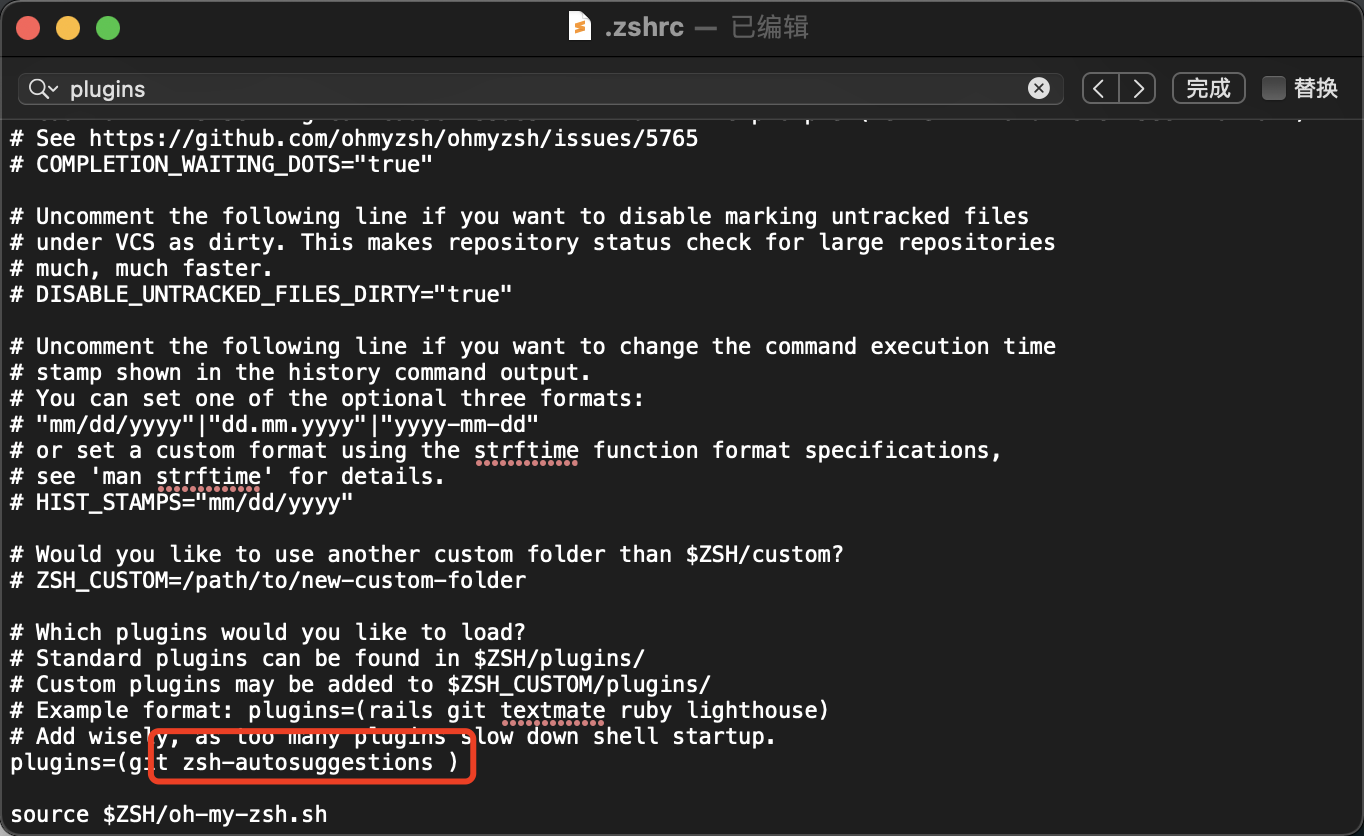 .zshrc — 已编辑
plugins
完成
替换
# See https://github.com/ohmyzsh/ohmyzsh/issues/5765
# COMPLETION_WAITING_DOTS="true"
# Uncomment the following line if you want to disable marking untracked files
# under VCS as dirty. This makes repository status check for large repositories
# much, much faster.
# DISABLE_UNTRACKED_FILES_DIRTY="true"
# Uncomment the following line if you want to change the command execution time
# stamp shown in the history command output.
# You can set one of the optional three formats:
# "mm/dd/yyyy"|"dd.mm.yyyy"|"yyyy-mm-dd"
# or set a custom format using the strftime function format specifications,
# see 'man strftime' for details.
# HIST_STAMPS="mm/dd/yyyy"
# Would you like to use another custom folder than $ZSH/custom?
# ZSH_CUSTOM=/path/to/new-custom-folder
# Which plugins would you like to load?
# Standard plugins can be found in $ZSH/plugins/
# Custom plugins may be added to $ZSH_CUSTOM/plugins/
# Example format: plugins=(rails git textmate ruby lighthouse)
# Add wisely, as too many plugins slow down shell startup.
plugins=(git zsh-autosuggestions )
source $ZSH/oh-my-zsh.sh